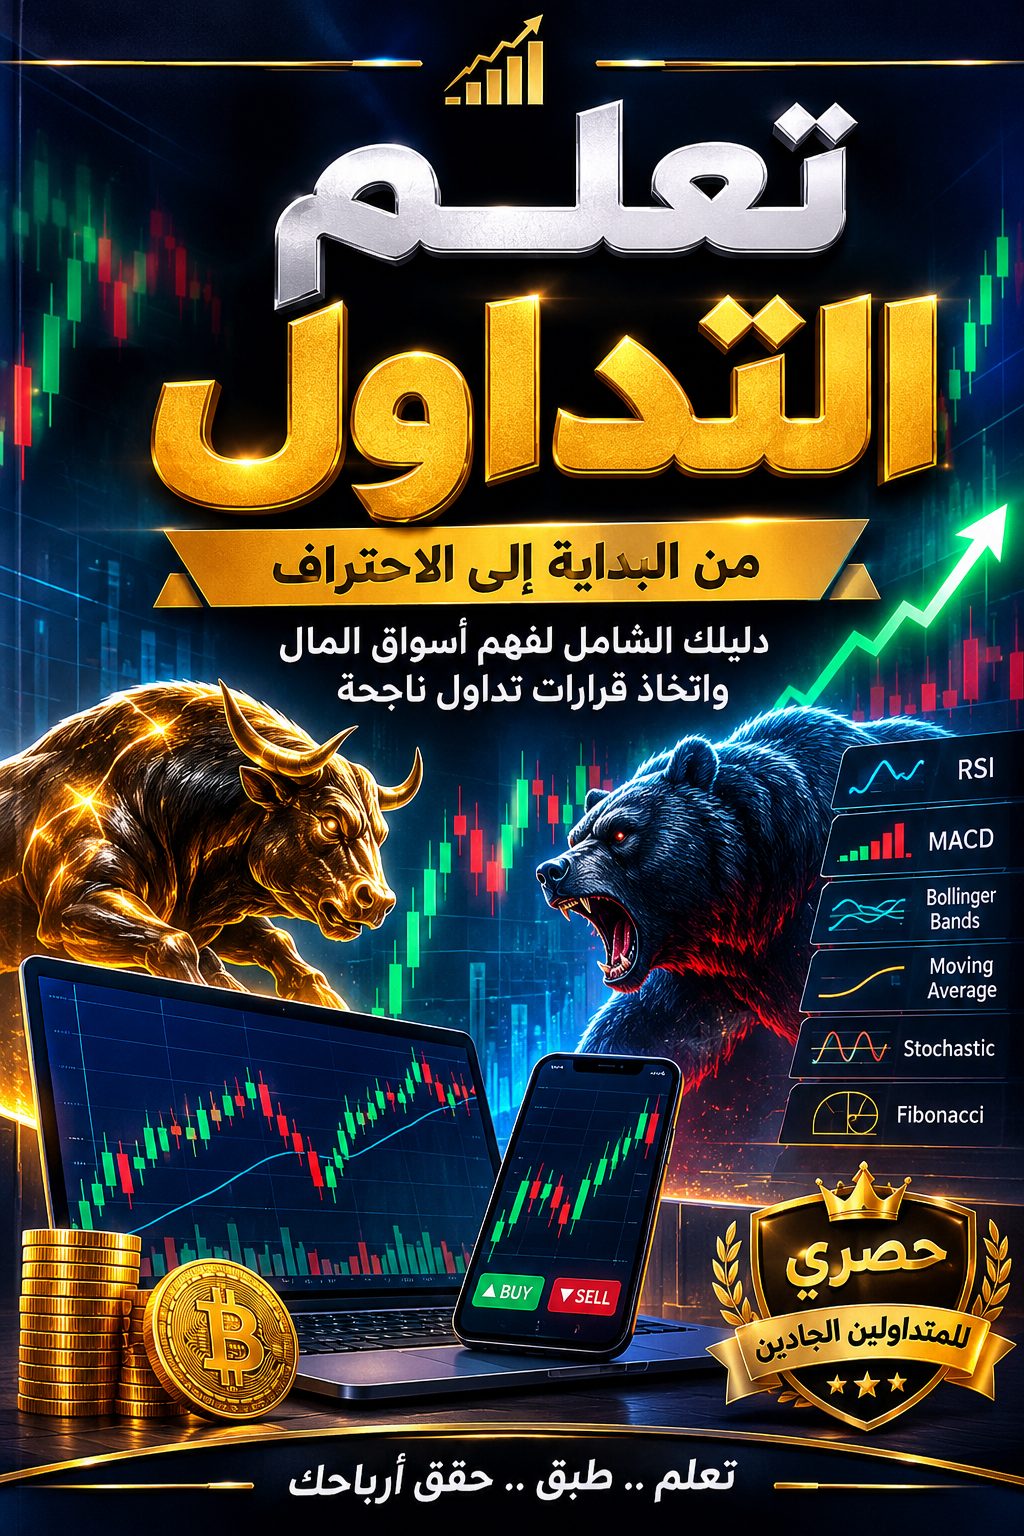 تعلم
التداول
من البداية إلى الاحتراف
دليلك الشامل لفهم أسواق المال
واتخاذ قرارات تداول ناجحة
RSI
MACD
Bollinger
Bands
Moving
Average
Stochastic
Fibonacci
BUY
SELL
حصري
للمتداولين الجادين
تعلم .. طبق .. حقق أرباحك